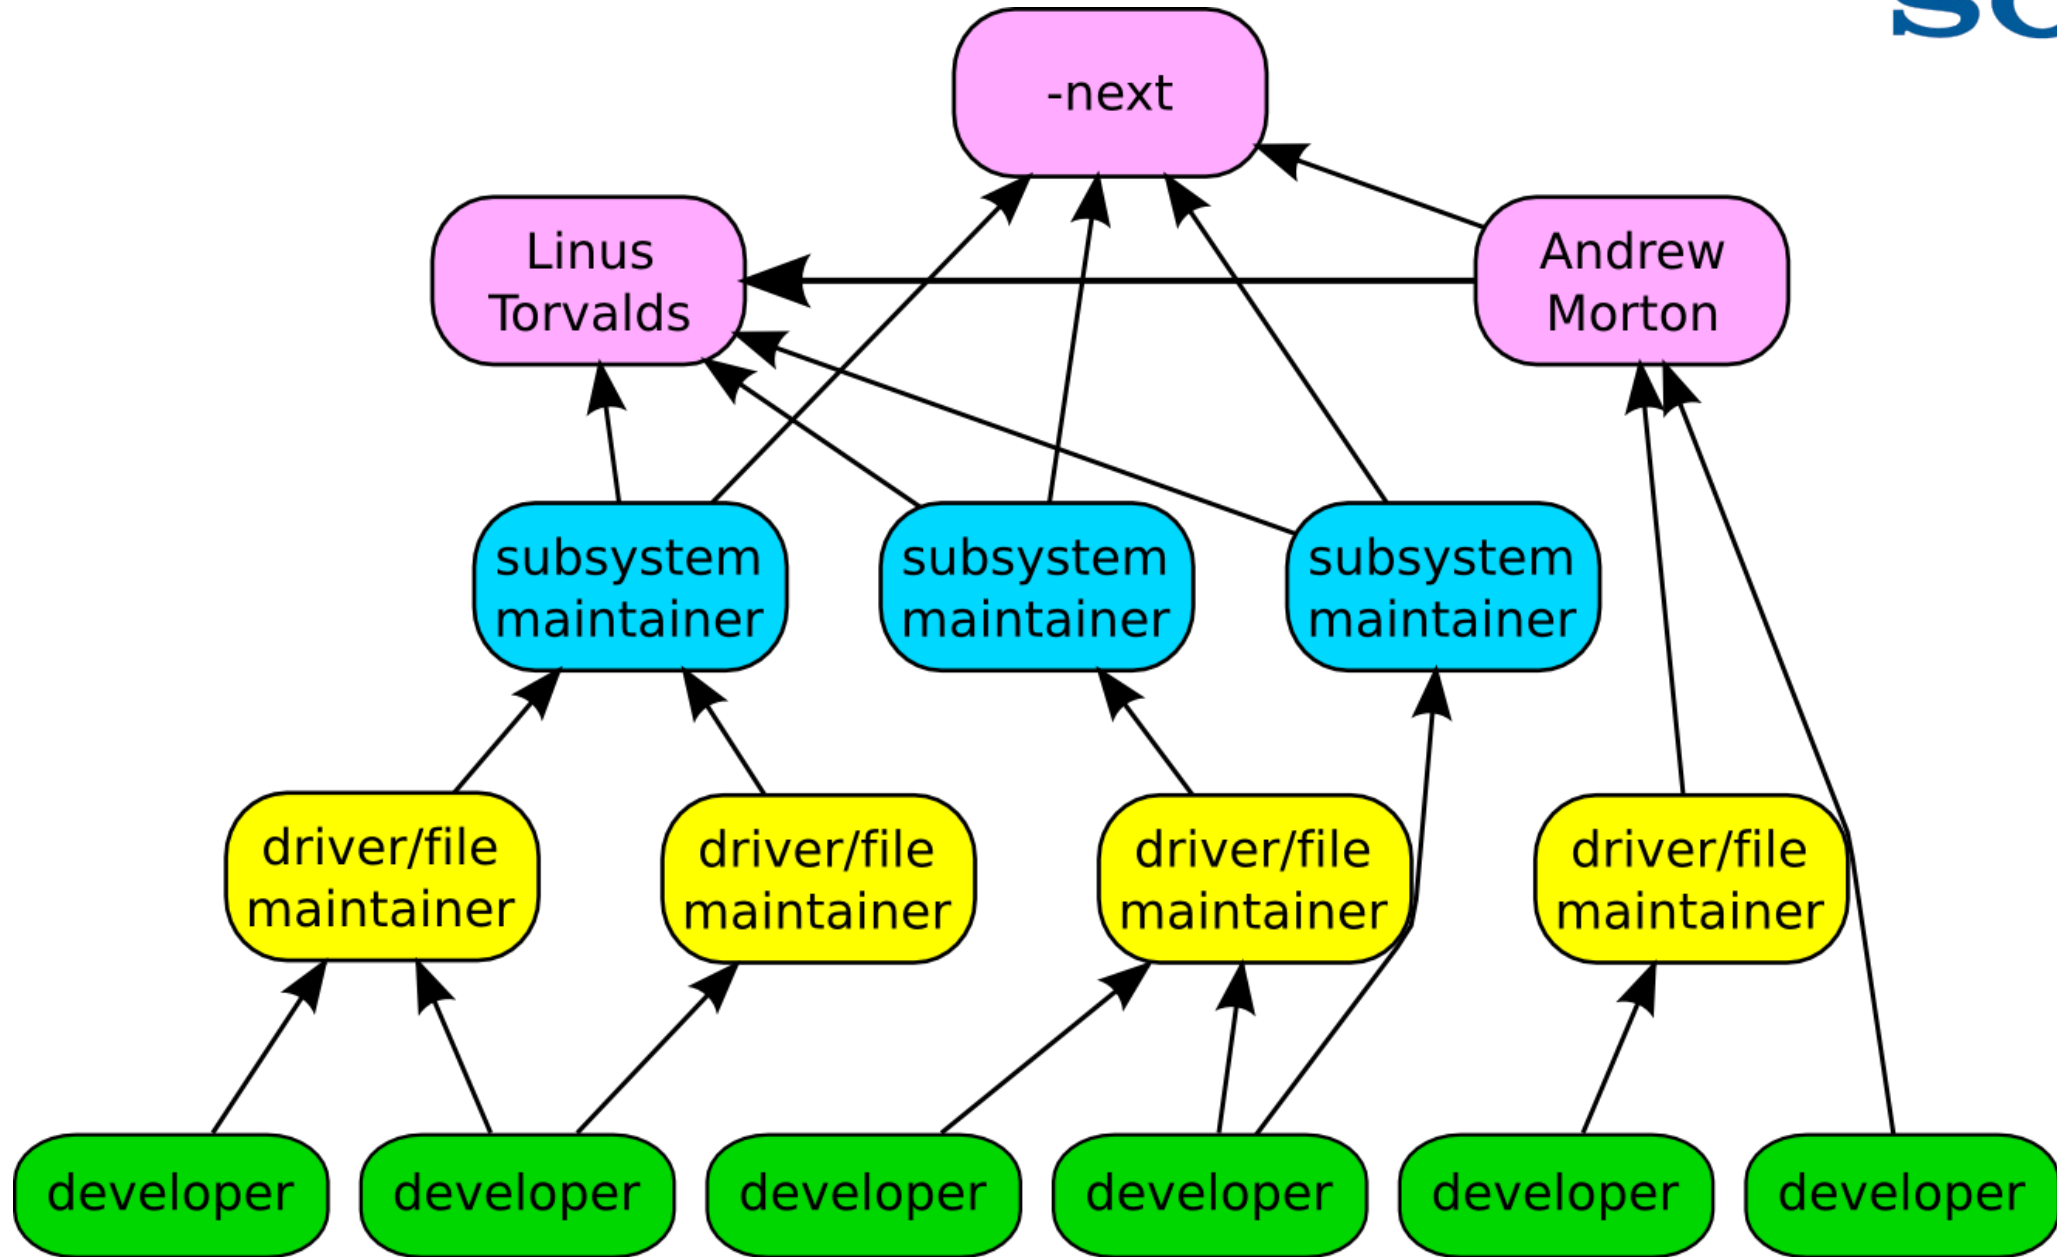 -next
Linus
Torvalds
Andrew
Morton
subsystem
maintainer
subsystem
maintainer
subsystem
maintainer
driver/file
maintainer
driver/file
maintainer
driver/file
maintainer
driver/file
maintainer
developer
developer
developer
developer
developer
developer